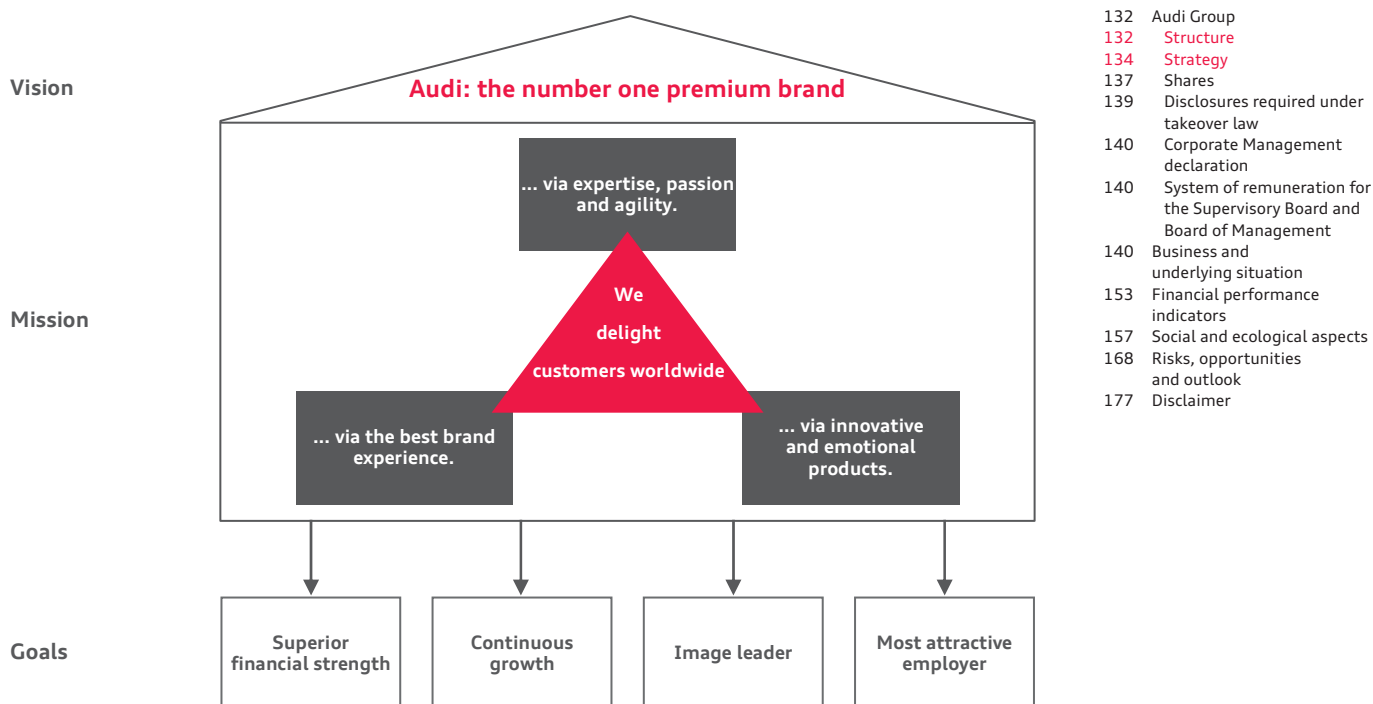 Vision
Audi: the number one premium brand
... via expertise, passion
and agility.
Mission
We
delight
customers worldwide
... via the best brand
experience.
... via innovative
and emotional
products.
Goals
Superior
financial strength
Continuous
growth
Image leader
Most attractive
employer
132 Audi Group
132 Structure
134 Strategy
137 Shares
139 Disclosures required under
takeover law
140 Corporate Management
declaration
140 System of remuneration for
the Supervisory Board and
Board of Management
140 Business and
underlying situation
153 Financial performance
indicators
157 Social and ecological aspects
168 Risks, opportunities
and outlook
177 Disclaimer